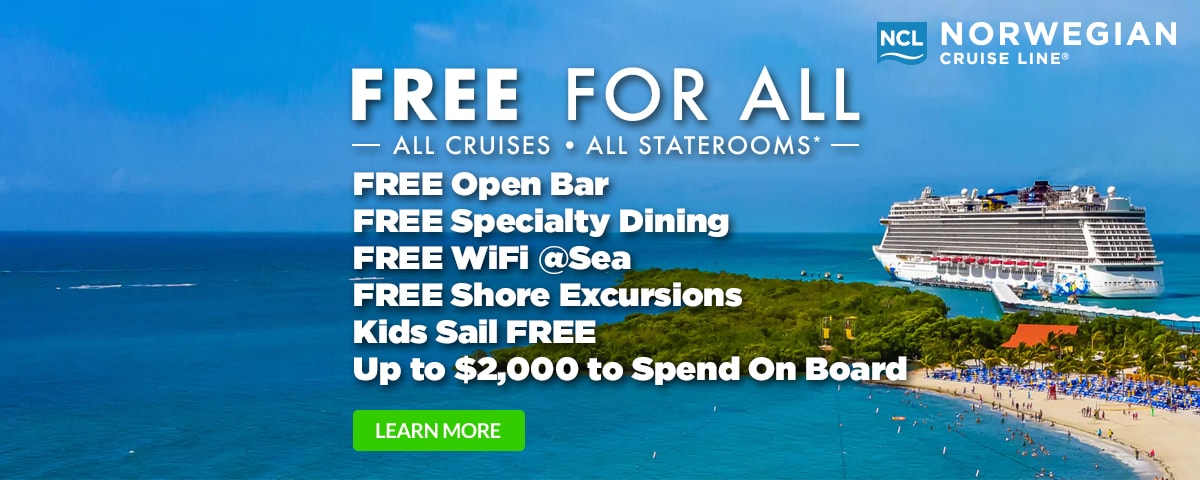 NCL NORWEGIAN
CRUISE LINE®
FREE FOR ALL
ALL CRUISES • ALL STATEROOMS*
FREE Open Bar
FREE Specialty Dining
FREE WiFi @Sea
FREE Shore Excursions
Kids Sail FREE
Up to $2,000 to Spend On Board
LEARN MORE